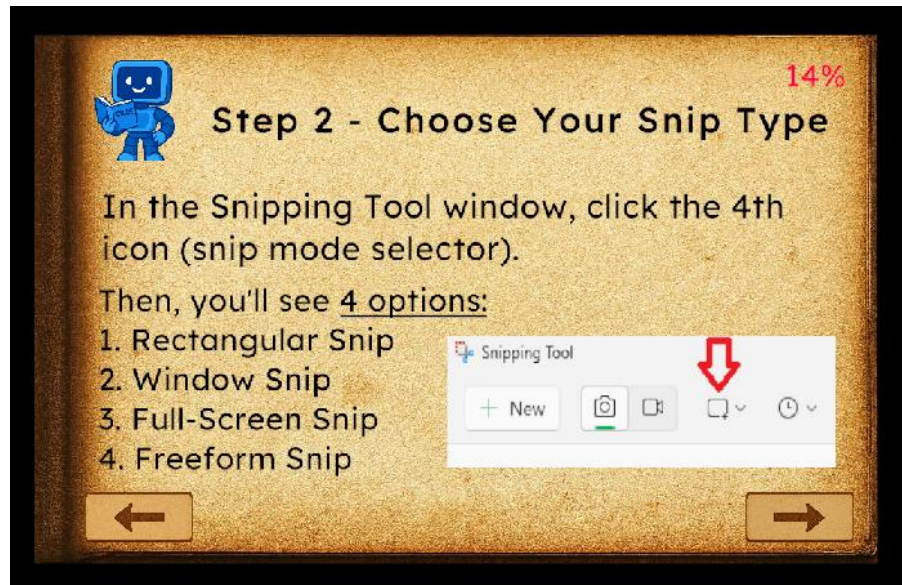 14%
Step 2 - Choose Your Snip Type
In the Snipping Tool window, click the 4th
icon (snip mode selector).
Then, you'll see 4 options:
1. Rectangular Snip
2. Window Snip
3. Full-Screen Snip
4. Freeform Snip
Snipping Tool
+ New